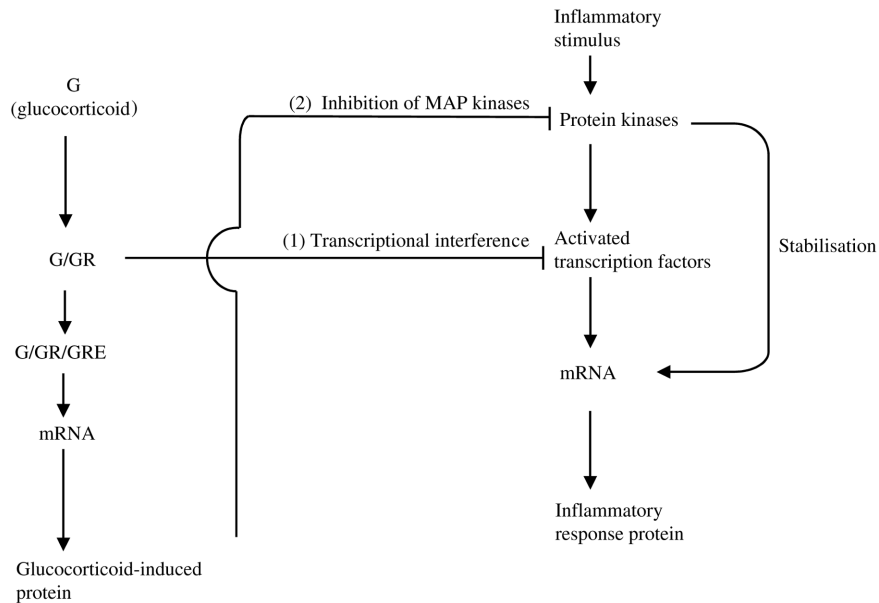 Inflammatory
stimulus
G
(glucocorticoid)
(2) Inhibition of MAP kinases
Protein kinases
(1) Transcriptional interference
Activated
transcription factors
Stabilisation
G/GR
G/GR/GRE
mRNA
mRNA
Inflammatory
response protein
Glucocorticoid-induced
protein